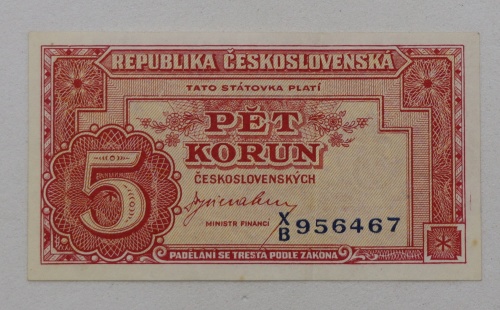 REPUBLIKA ČESKOSLOVENSKÁ
TATO STÁTOVKA PLATÍ
PĚT
KORUN
ČESKOSLOVENSKÝCH
5
MINISTR FINANCÍ
X/B 956467
PADĚLÁNÍ SE TRESTÁ PODLE ZÁKONA